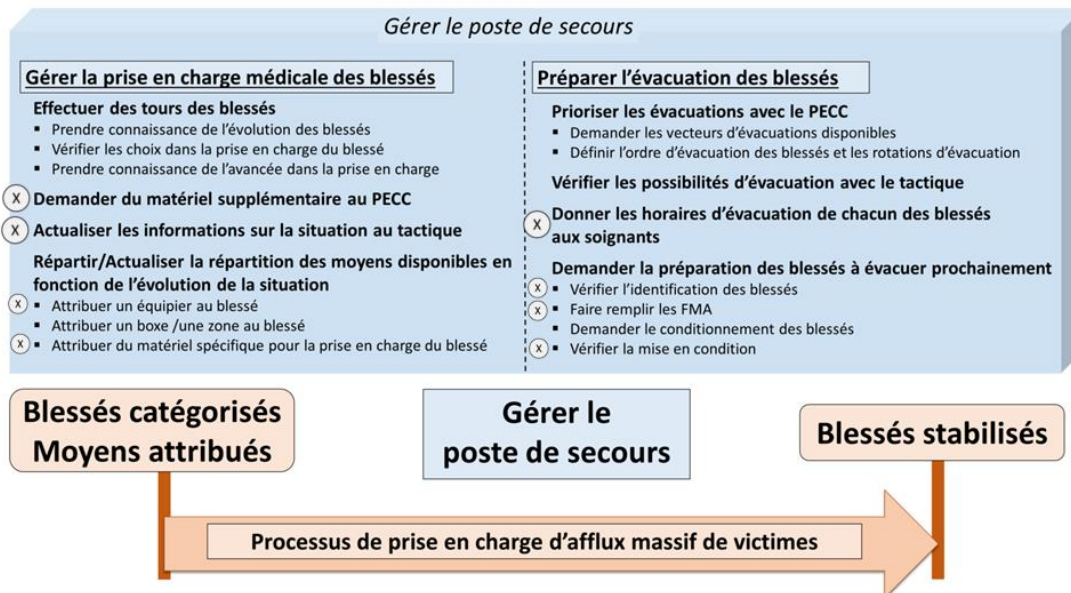 Gérer le poste de secours
Gérer la prise en charge médicale des blessés
Effectuer des tours des blessés
▪ Prendre connaissance de l'évolution des blessés
▪ Vérifier les choix dans la prise en charge du blessé
▪ Prendre connaissance de l'avancée dans la prise en charge
X Demander du matériel supplémentaire au PECC
X Actualiser les informations sur la situation au tactique
Répartir/Actualiser la répartition des moyens disponibles en
fonction de l'évolution de la situation
X ▪ Attribuer un équipier au blessé
▪ Attribuer un boxe /une zone au blessé
X ▪ Attribuer du matériel spécifique pour la prise en charge du blessé
Préparer l'évacuation des blessés
Prioriser les évacuations avec le PECC
▪ Demander les vecteurs d'évacuations disponibles
▪ Définir l'ordre d'évacuation des blessés et les rotations d'évacuation
Vérifier les possibilités d'évacuation avec le tactique
X Donner les horaires d'évacuation de chacun des blessés
aux soignants
Demander la préparation des blessés à évacuer prochainement
X ▪ Vérifier l'identification des blessés
X ▪ Faire remplir les FMA
▪ Demander le conditionnement des blessés
X ▪ Vérifier la mise en condition
Blessés catégorisés
Moyens attribués
Gérer le
poste de secours
Blessés stabilisés
Processus de prise en charge d'afflux massif de victimes